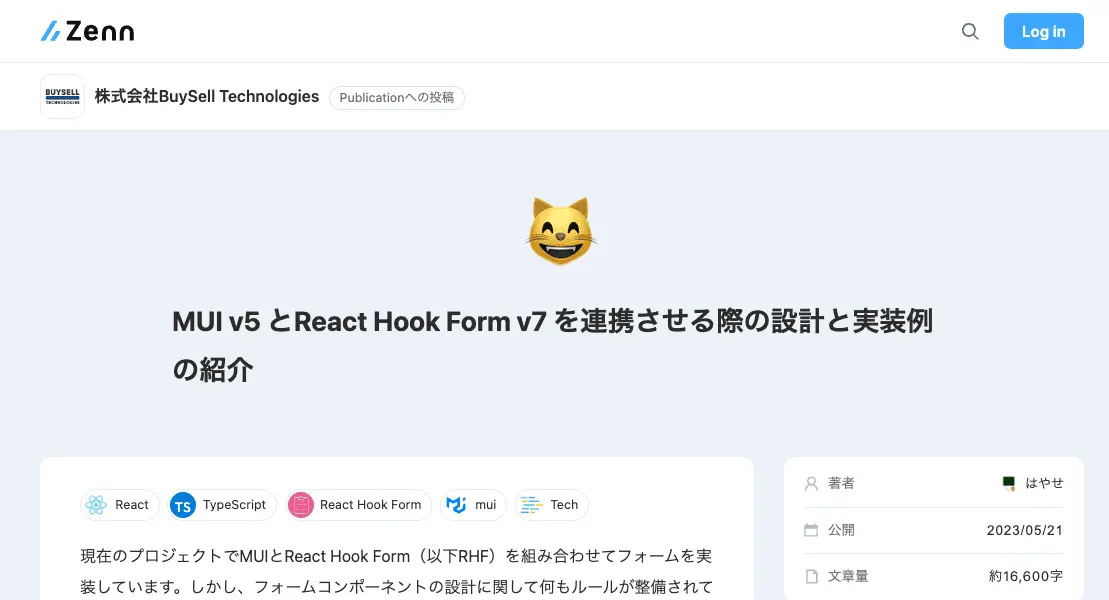 Zenn
Log in
BUYSELL
TECHNOLOGIES
株式会社BuySell Technologies
Publicationへの投稿
MUI v5 とReact Hook Form v7 を連携させる際の設計と実装例
の紹介
React
TS TypeScript
React Hook Form
mui
Tech
著者
はやせ
公開
2023/05/21
文章量
約16,600字
現在のプロジェクトでMUIとReact Hook Form（以下RHF）を組み合わせてフォームを実
装しています。しかし、フォームコンポーネントの設計に関して何もルールが整備されて